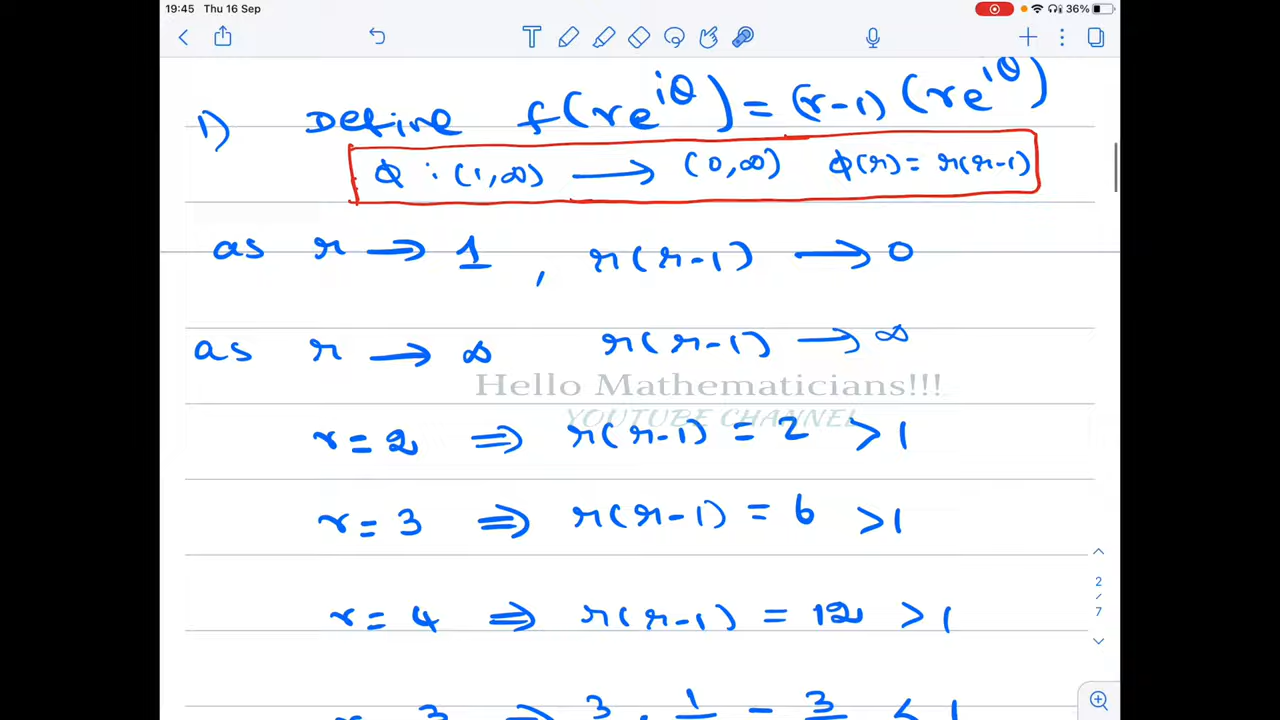 19:45 Thu 16 Sep
36%
1) Define f(re^{iθ}) = (r-1)(re^{iθ})
φ : (1,∞) ⟶ (0,∞) φ(r) = r(r-1)
as r → 1, r(r-1) → 0
as r → ∞ r(r-1) → ∞
Hello Mathematicians!!!
YOUTUBE CHANNEL
r = 2 ⇒ r(r-1) = 2 > 1
r = 3 ⇒ r(r-1) = 6 > 1
r = 4 ⇒ r(r-1) = 12 > 1
2
/
7